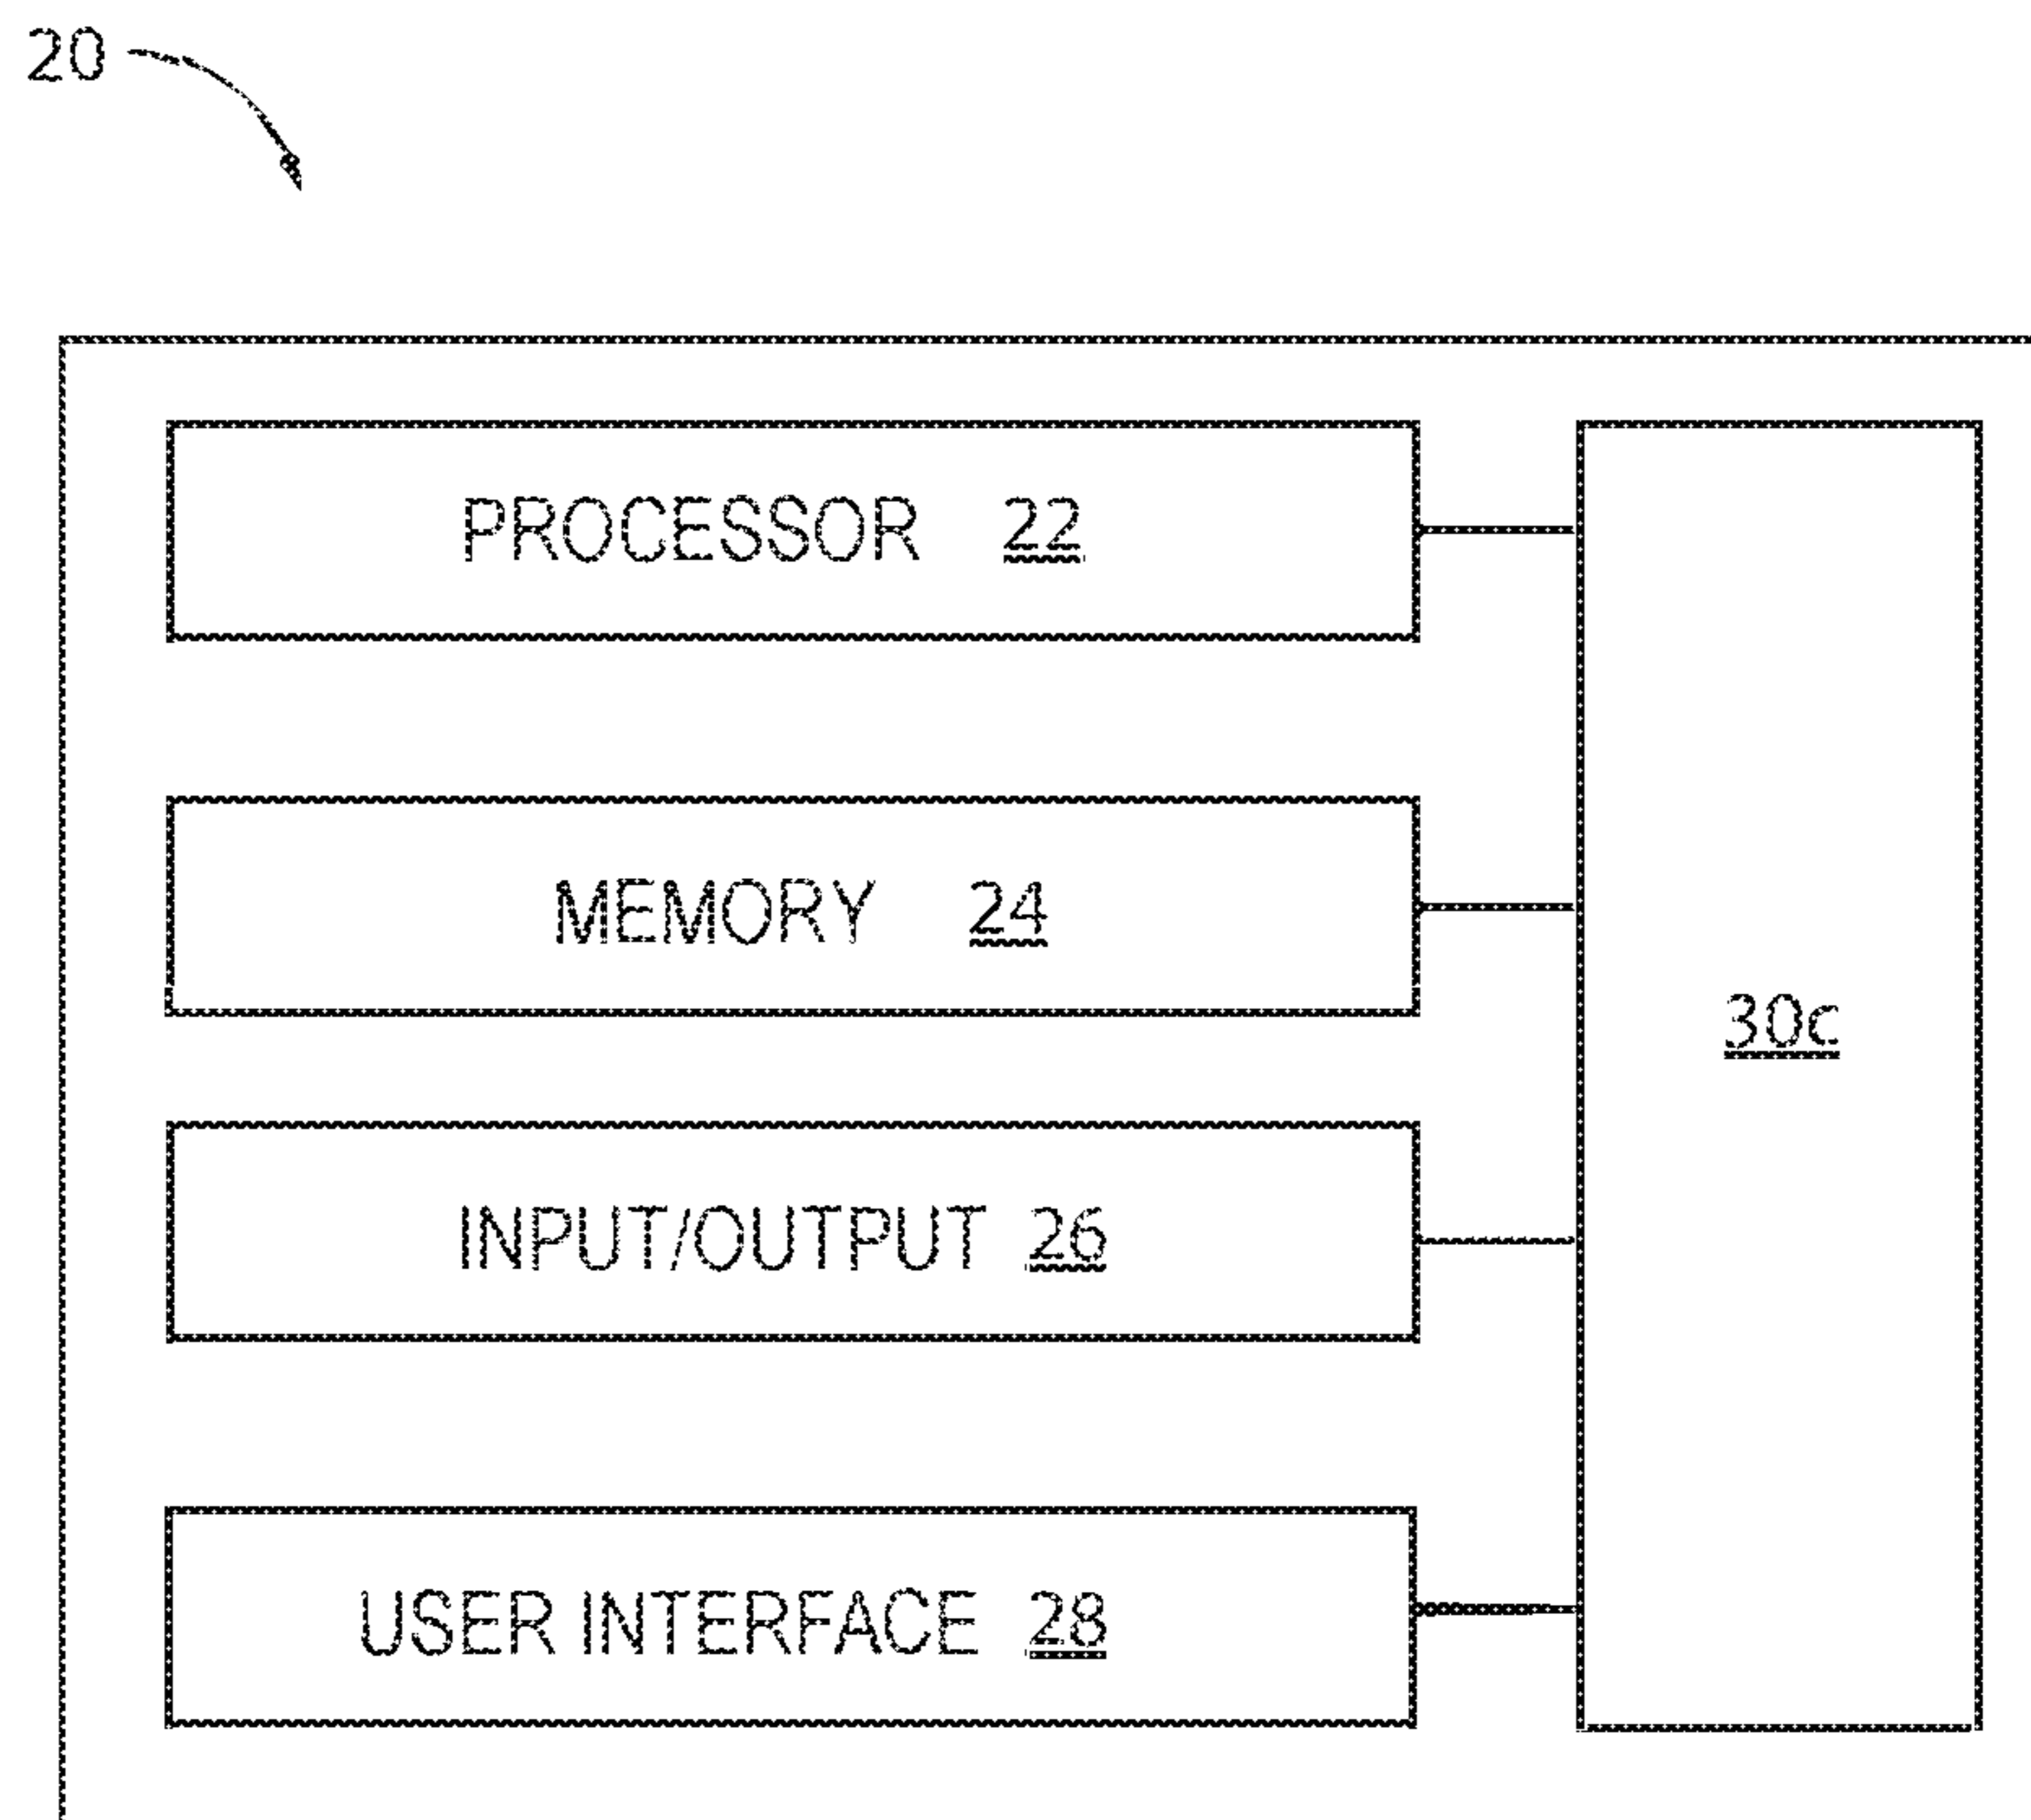 20
PROCESSOR 22
MEMORY 24
30c
INPUT/OUTPUT 26
USER INTERFACE 28